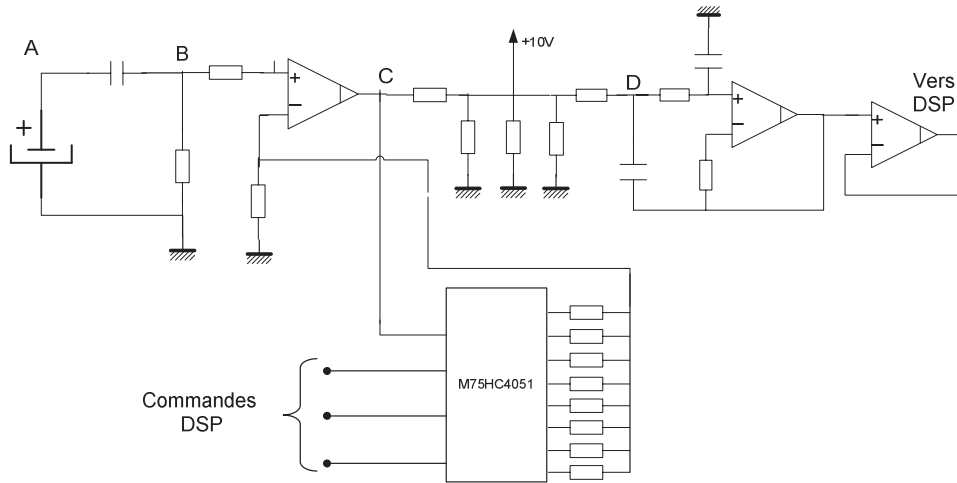 A
B
C
+10V
D
Vers
DSP
+
+
−
+
−
+
−
M75HC4051
Commandes
DSP